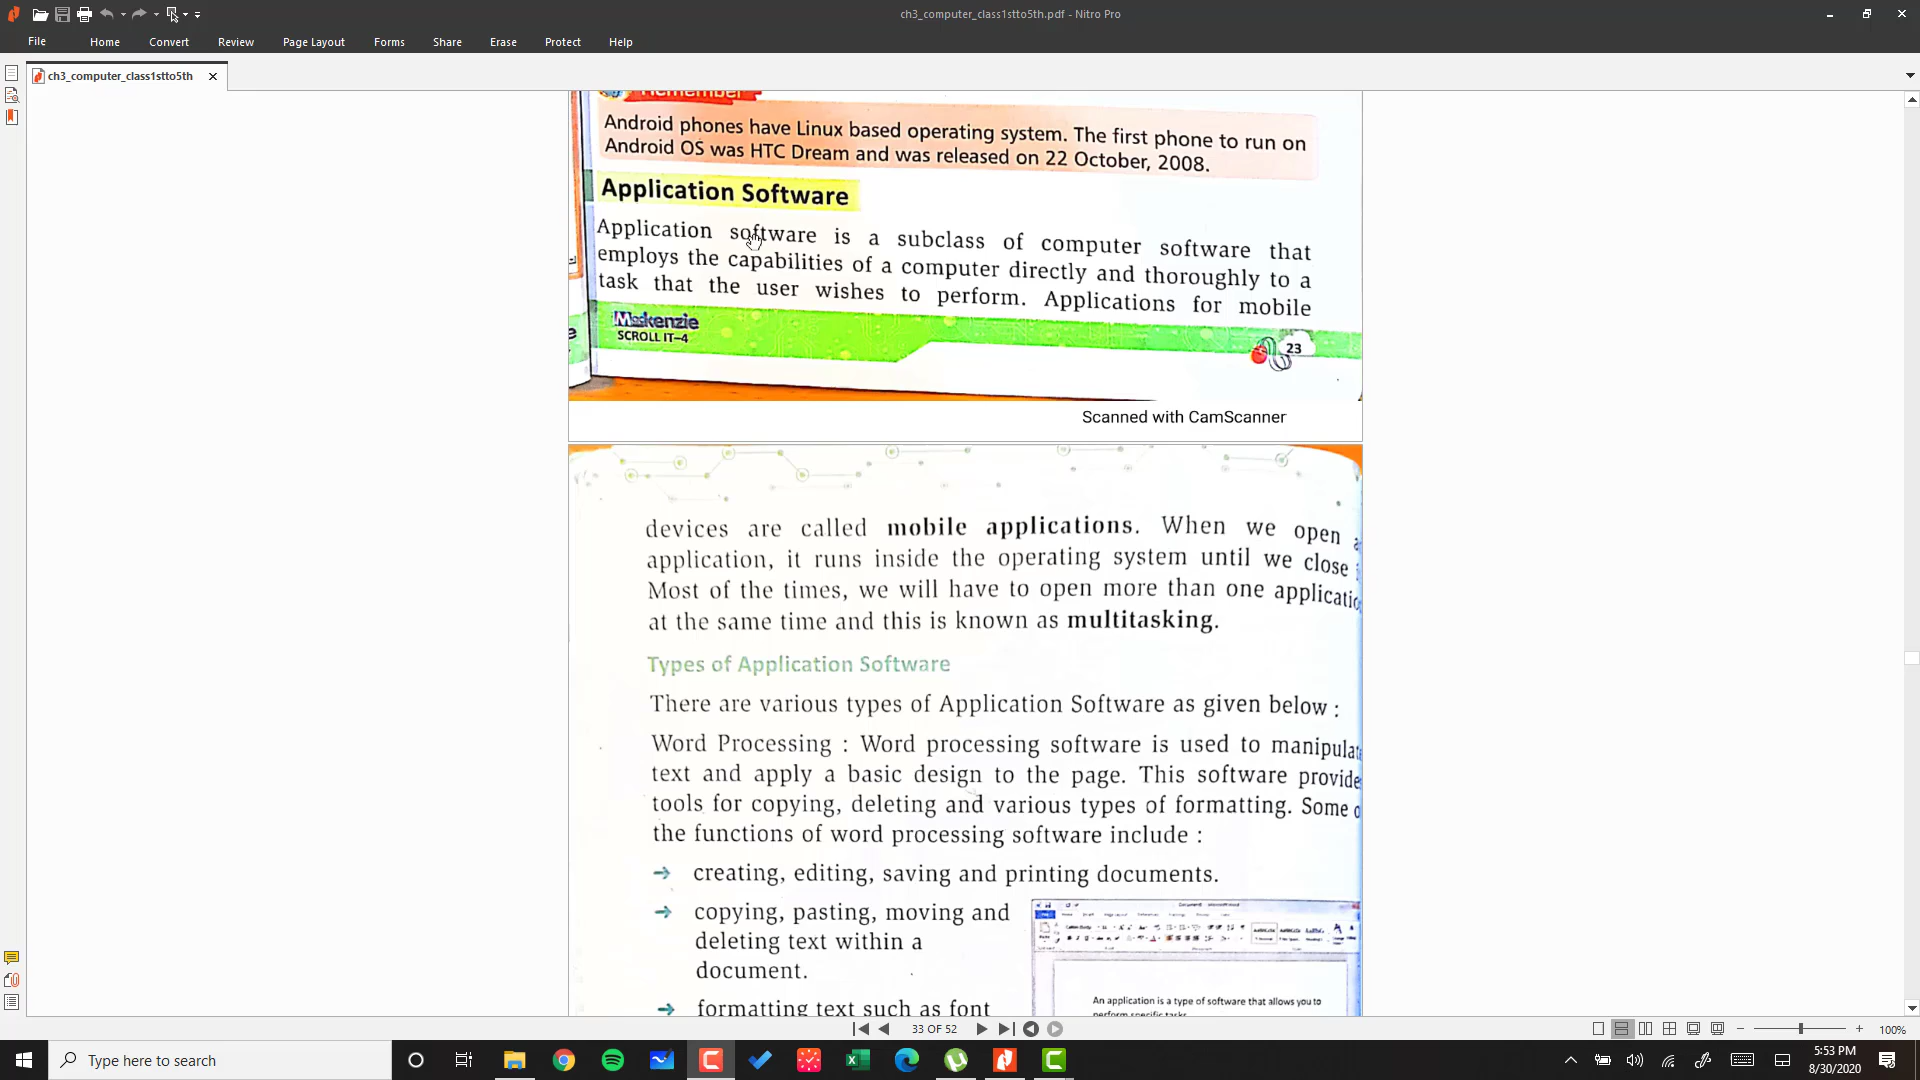 ch3_computer_class1stto5th.pdf - Nitro Pro
File Home Convert Review Page Layout Forms Share Erase Protect Help
ch3_computer_class1stto5th
Remember
Android phones have Linux based operating system. The first phone to run on
Android OS was HTC Dream and was released on 22 October, 2008.
Application Software
Application software is a subclass of computer software that
employs the capabilities of a computer directly and thoroughly to a
task that the user wishes to perform. Applications for mobile
Mackenzie
SCROLL IT–4
23
Scanned with CamScanner
devices are called mobile applications. When we open
application, it runs inside the operating system until we close
Most of the times, we will have to open more than one applicatio
at the same time and this is known as multitasking.
Types of Application Software
There are various types of Application Software as given below :
Word Processing : Word processing software is used to manipulat
text and apply a basic design to the page. This software provide
tools for copying, deleting and various types of formatting. Some o
the functions of word processing software include :
→ creating, editing, saving and printing documents.
→ copying, pasting, moving and
deleting text within a
document.
→ formatting text such as font
An application is a type of software that allows you to
perform specific tasks
33 OF 52
100%
Type here to search
5:53 PM
8/30/2020